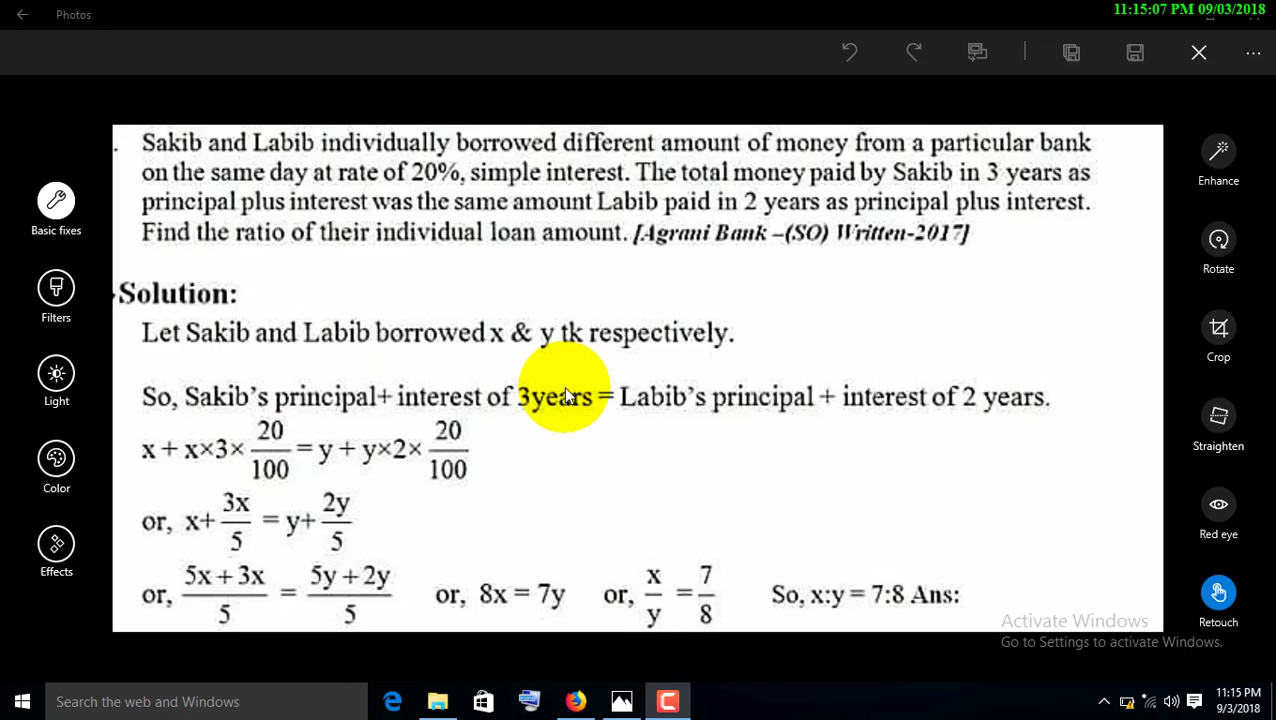 11:15:07 PM 09/03/2018
Photos
. Sakib and Labib individually borrowed different amount of money from a particular bank
on the same day at rate of 20%, simple interest. The total money paid by Sakib in 3 years as
principal plus interest was the same amount Labib paid in 2 years as principal plus interest.
Find the ratio of their individual loan amount. [Agrani Bank –(SO) Written-2017]
Solution:
Let Sakib and Labib borrowed x & y tk respectively.
So, Sakib’s principal+ interest of 3years = Labib’s principal + interest of 2 years.
x + x×3× 20/100 = y + y×2× 20/100
or, x+ 3x/5 = y+ 2y/5
or, 5x+3x/5 = 5y+2y/5 or, 8x = 7y or, x/y = 7/8 So, x:y = 7:8 Ans:
Basic fixes
Filters
Light
Color
Effects
Enhance
Rotate
Crop
Straighten
Red eye
Retouch
Activate Windows
Go to Settings to activate Windows.
Search the web and Windows
11:15 PM
9/3/2018